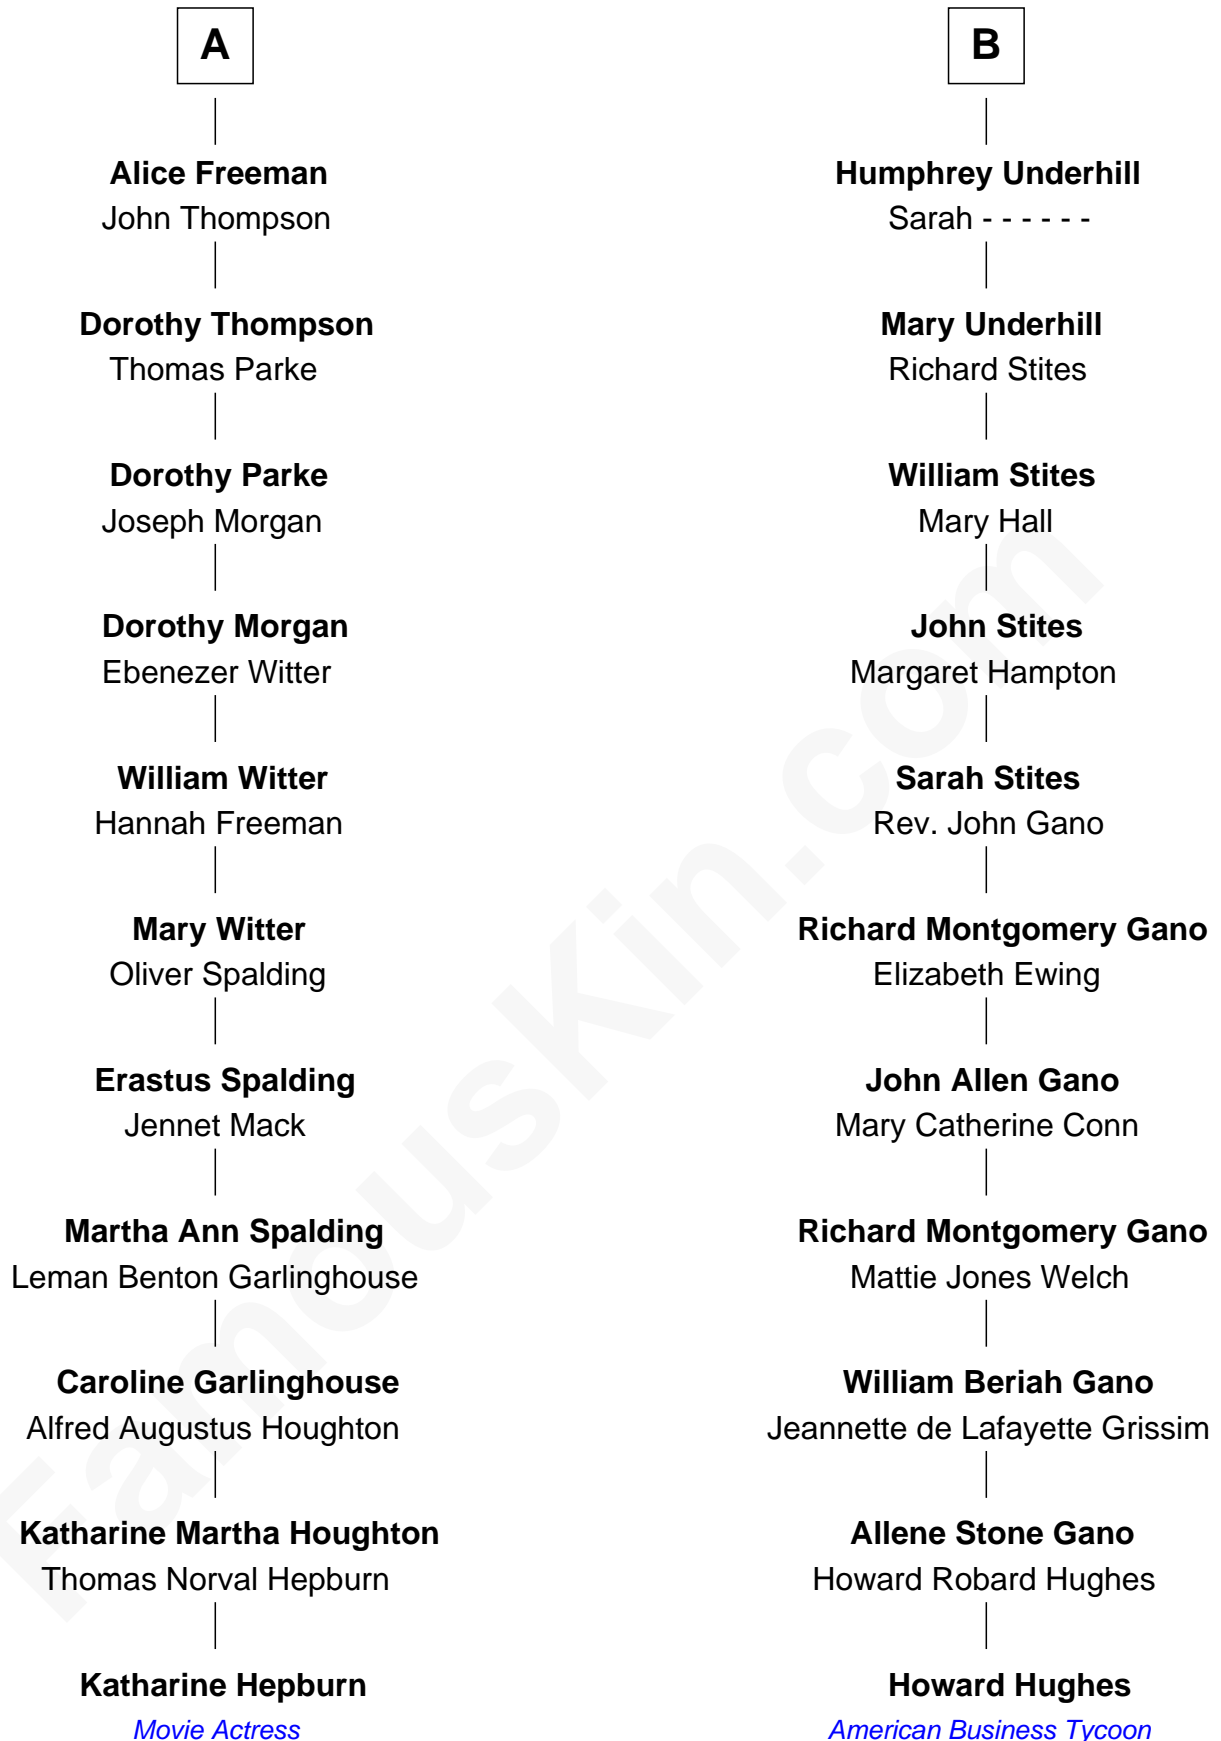 A
Alice Freeman
John Thompson
Dorothy Thompson
Thomas Parke
Dorothy Parke
Joseph Morgan
Dorothy Morgan
Ebenezer Witter
William Witter
Hannah Freeman
Mary Witter
Oliver Spalding
Erastus Spalding
Jennet Mack
Martha Ann Spalding
Leman Benton Garlinghouse
Caroline Garlinghouse
Alfred Augustus Houghton
Katharine Martha Houghton
Thomas Norval Hepburn
Katharine Hepburn
Movie Actress
B
Humphrey Underhill
Sarah - - - - - -
Mary Underhill
Richard Stites
William Stites
Mary Hall
John Stites
Margaret Hampton
Sarah Stites
Rev. John Gano
Richard Montgomery Gano
Elizabeth Ewing
John Allen Gano
Mary Catherine Conn
Richard Montgomery Gano
Mattie Jones Welch
William Beriah Gano
Jeannette de Lafayette Grissim
Allene Stone Gano
Howard Robard Hughes
Howard Hughes
American Business Tycoon
FamousKin.com